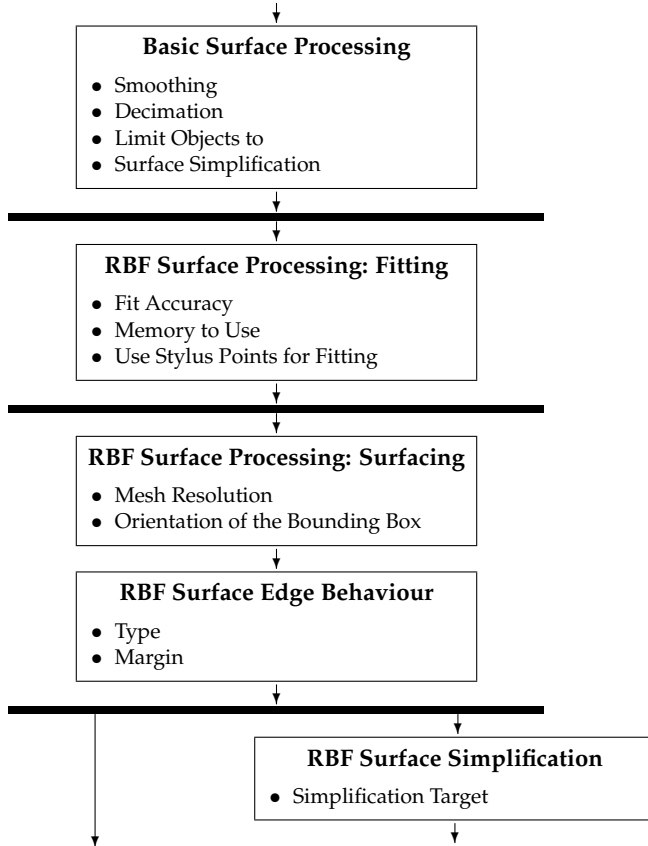 Basic Surface Processing
• Smoothing
• Decimation
• Limit Objects to
• Surface Simplification
RBF Surface Processing: Fitting
• Fit Accuracy
• Memory to Use
• Use Stylus Points for Fitting
RBF Surface Processing: Surfacing
• Mesh Resolution
• Orientation of the Bounding Box
RBF Surface Edge Behaviour
• Type
• Margin
RBF Surface Simplification
• Simplification Target